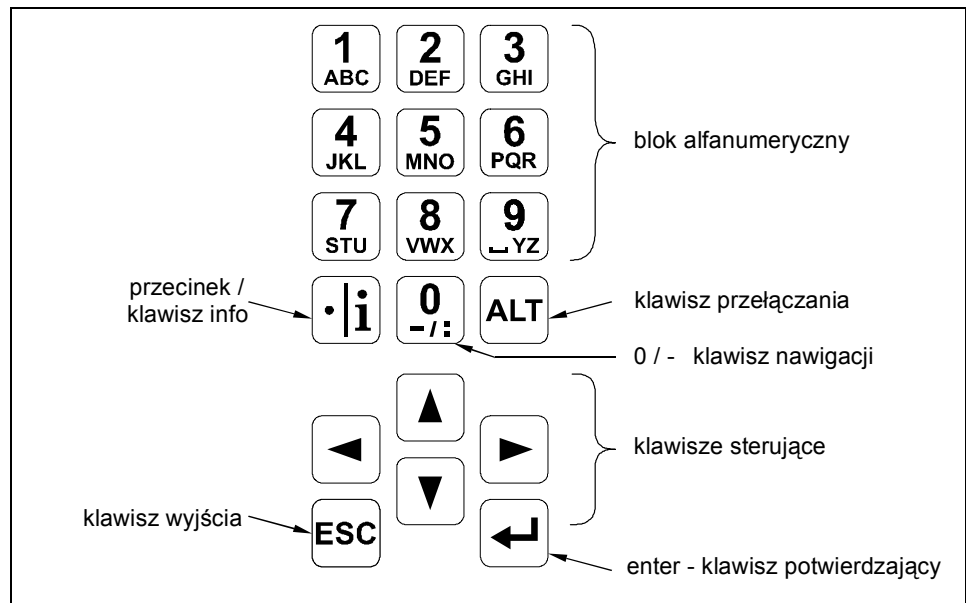 1 2 3
ABC DEF GHI
4 5 6
JKL MNO PQR
blok alfanumeryczny
7 8 9
STU VWX ⎵YZ
przecinek /
klawisz info
·|i 0 ALT
-/:
klawisz przełączania
0 / - klawisz nawigacji
klawisze sterujące
klawisz wyjścia
ESC
enter - klawisz potwierdzający